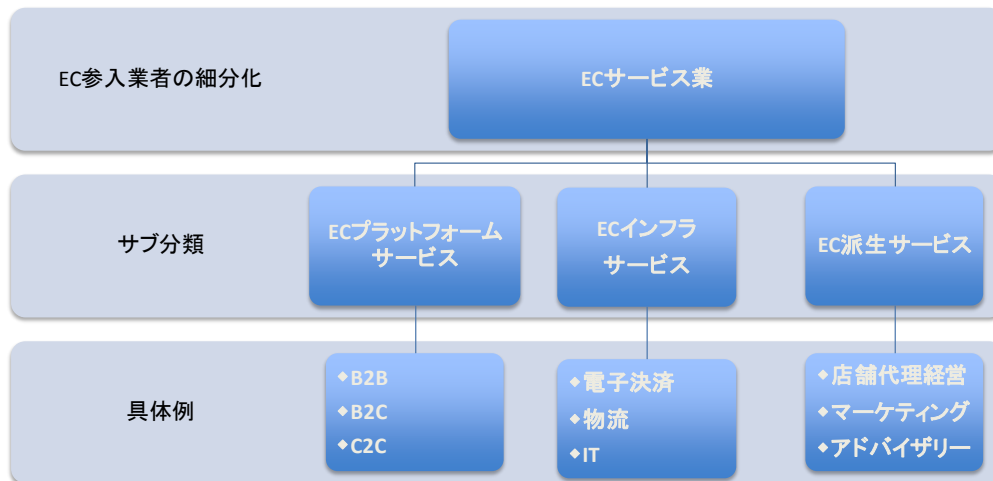 EC参入業者の細分化
ECサービス業
サブ分類
ECプラットフォーム
サービス
ECインフラ
サービス
EC派生サービス
具体例
◆B2B
◆B2C
◆C2C
◆電子決済
◆物流
◆IT
◆店舗代理経営
◆マーケティング
◆アドバイザリー